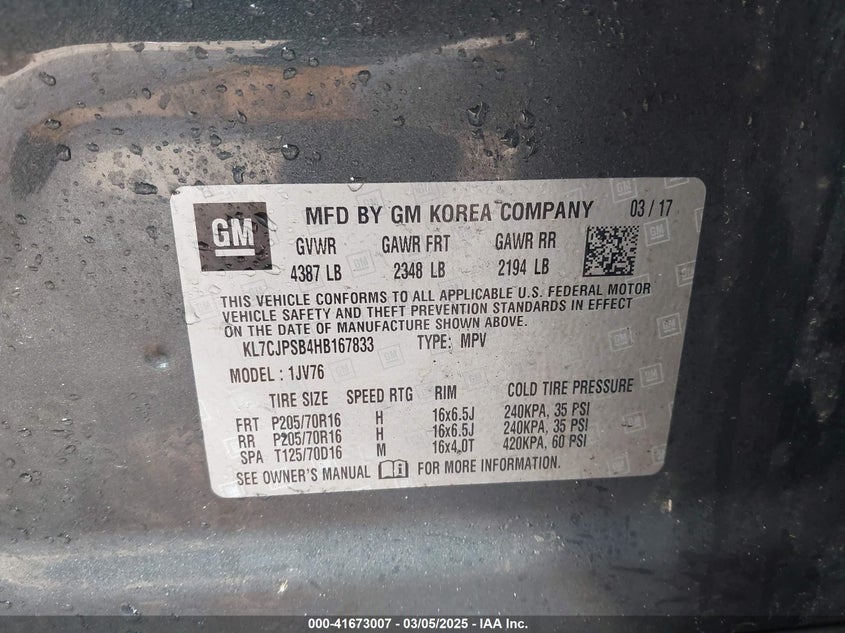 GM
MFD BY GM KOREA COMPANY 03 / 17
GVWR GAWR FRT GAWR RR
4387 LB 2348 LB 2194 LB
THIS VEHICLE CONFORMS TO ALL APPLICABLE U.S. FEDERAL MOTOR
VEHICLE SAFETY AND THEFT PREVENTION STANDARDS IN EFFECT
ON THE DATE OF MANUFACTURE SHOWN ABOVE.
KL7CJPSB4HB167833 TYPE: MPV
MODEL : 1JV76
TIRE SIZE SPEED RTG RIM COLD TIRE PRESSURE
FRT P205/70R16 H 16x6.5J 240KPA, 35 PSI
RR P205/70R16 H 16x6.5J 240KPA, 35 PSI
SPA T125/70D16 M 16x4.0T 420KPA, 60 PSI
SEE OWNER'S MANUAL FOR MORE INFORMATION.
000-41673007 - 03/05/2025 - IAA Inc.